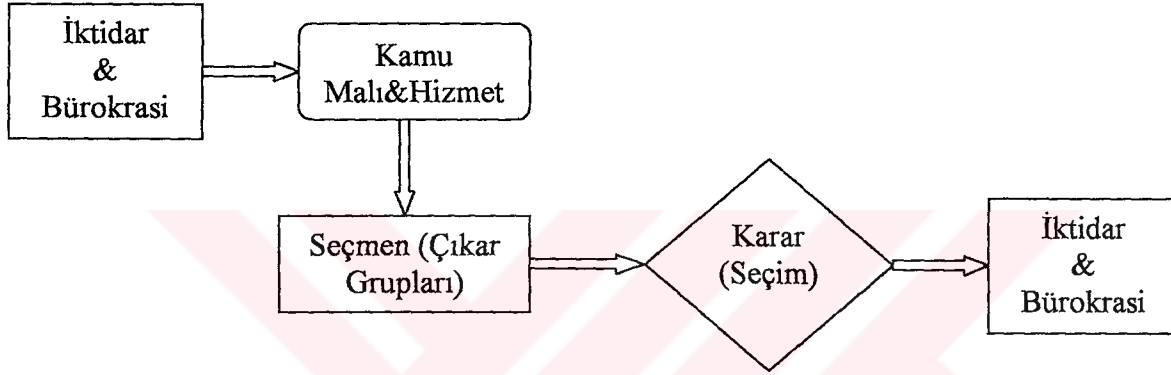 İktidar
&
Bürokrasi
Kamu
Malı&Hizmet
Seçmen (Çıkar
Grupları)
Karar
(Seçim)
İktidar
&
Bürokrasi